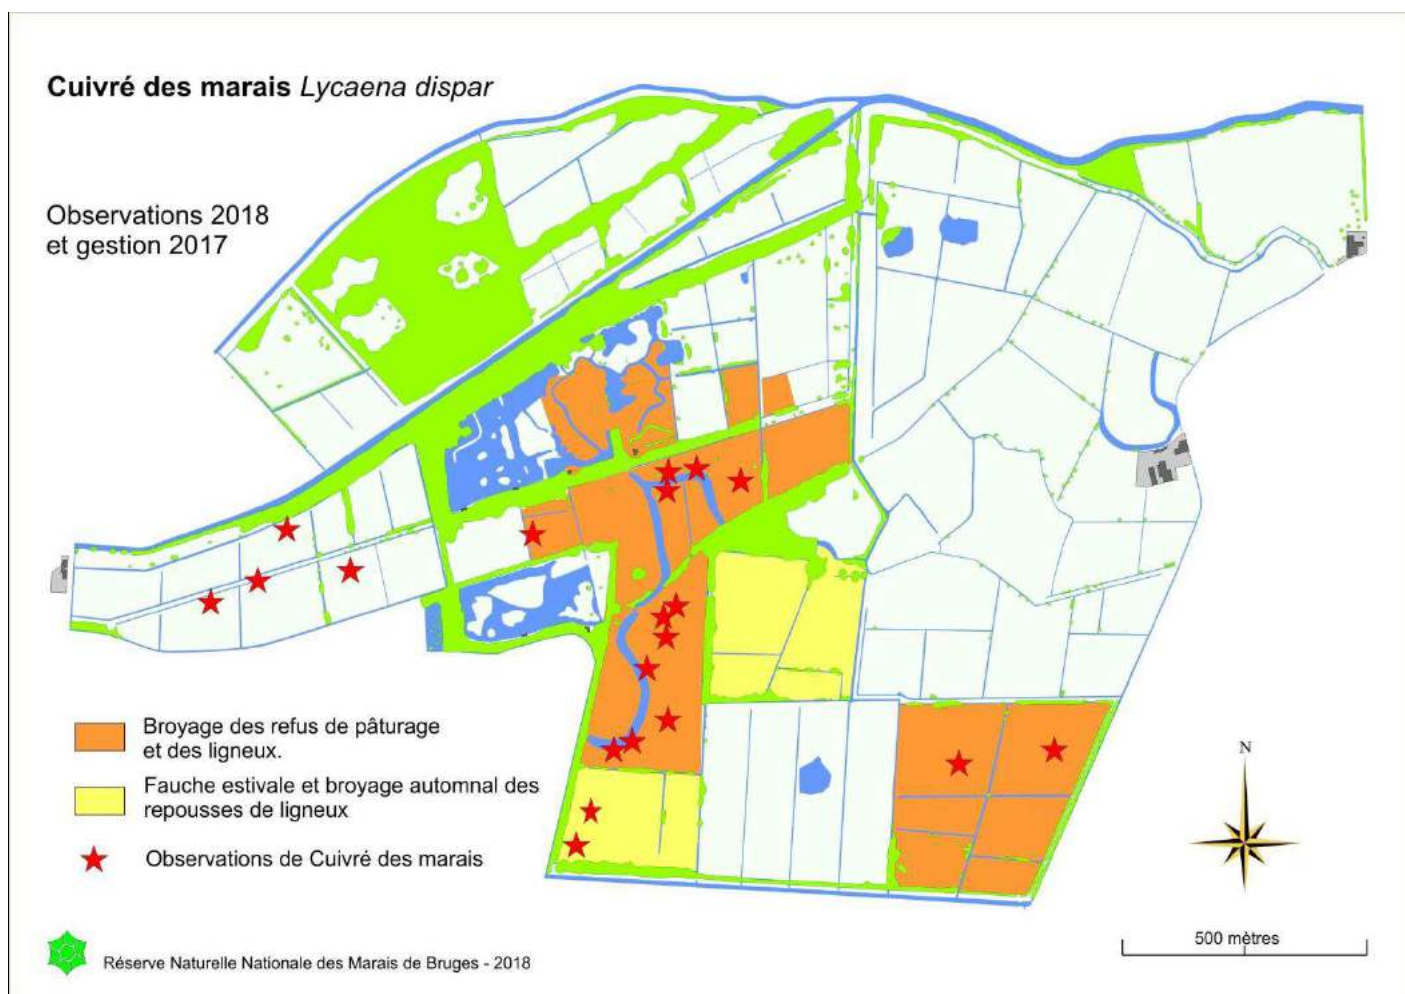 Cuivré des marais Lycaena dispar
Observations 2018
et gestion 2017
Broyage des refus de pâturage
et des ligneux.
Fauche estivale et broyage automnal des
repousses de ligneux
Observations de Cuivré des marais
N
500 mètres
Réserve Naturelle Nationale des Marais de Bruges - 2018